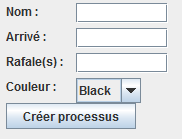 Nom :
Arrivé :
Rafale(s) :
Couleur : Black
Créer processus